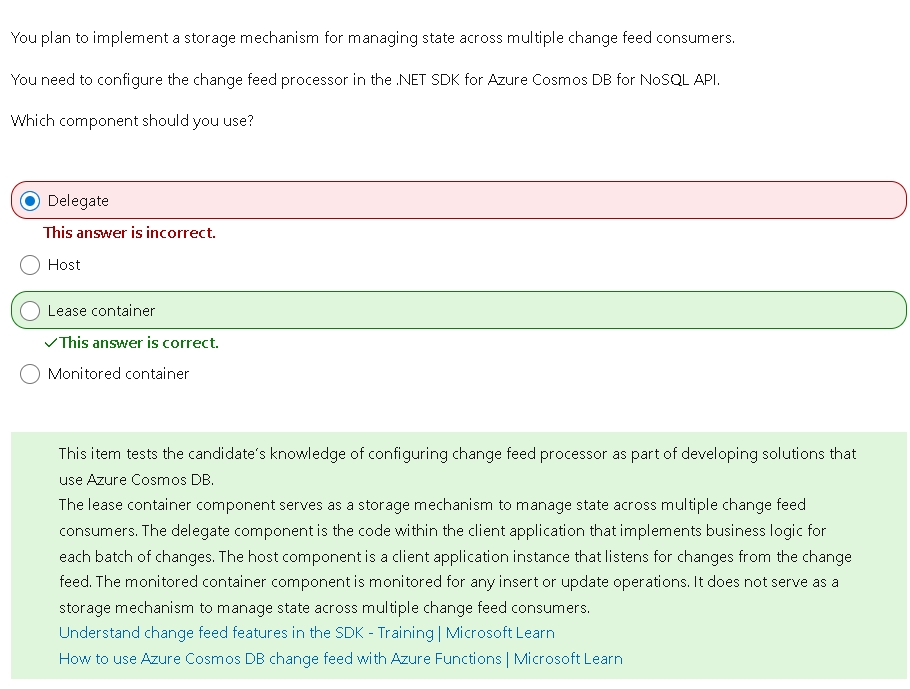 You plan to implement a storage mechanism for managing state across multiple change feed consumers.
You need to configure the change feed processor in the .NET SDK for Azure Cosmos DB for NoSQL API.
Which component should you use?
Delegate
This answer is incorrect.
Host
Lease container
✓This answer is correct.
Monitored container
This item tests the candidate's knowledge of configuring change feed processor as part of developing solutions that
use Azure Cosmos DB.
The lease container component serves as a storage mechanism to manage state across multiple change feed
consumers. The delegate component is the code within the client application that implements business logic for
each batch of changes. The host component is a client application instance that listens for changes from the change
feed. The monitored container component is monitored for any insert or update operations. It does not serve as a
storage mechanism to manage state across multiple change feed consumers.
Understand change feed features in the SDK - Training | Microsoft Learn
How to use Azure Cosmos DB change feed with Azure Functions | Microsoft Learn